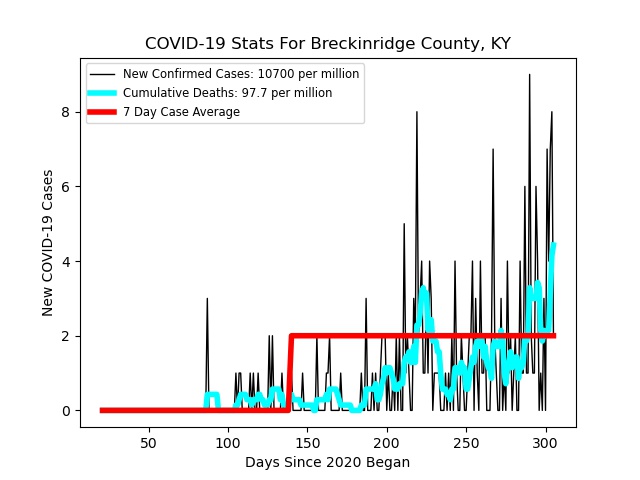 COVID-19 Stats For Breckinridge County, KY
New Confirmed Cases: 10700 per million
Cumulative Deaths: 97.7 per million
7 Day Case Average
New COVID-19 Cases
8
6
4
2
0
50 100 150 200 250 300
Days Since 2020 Began